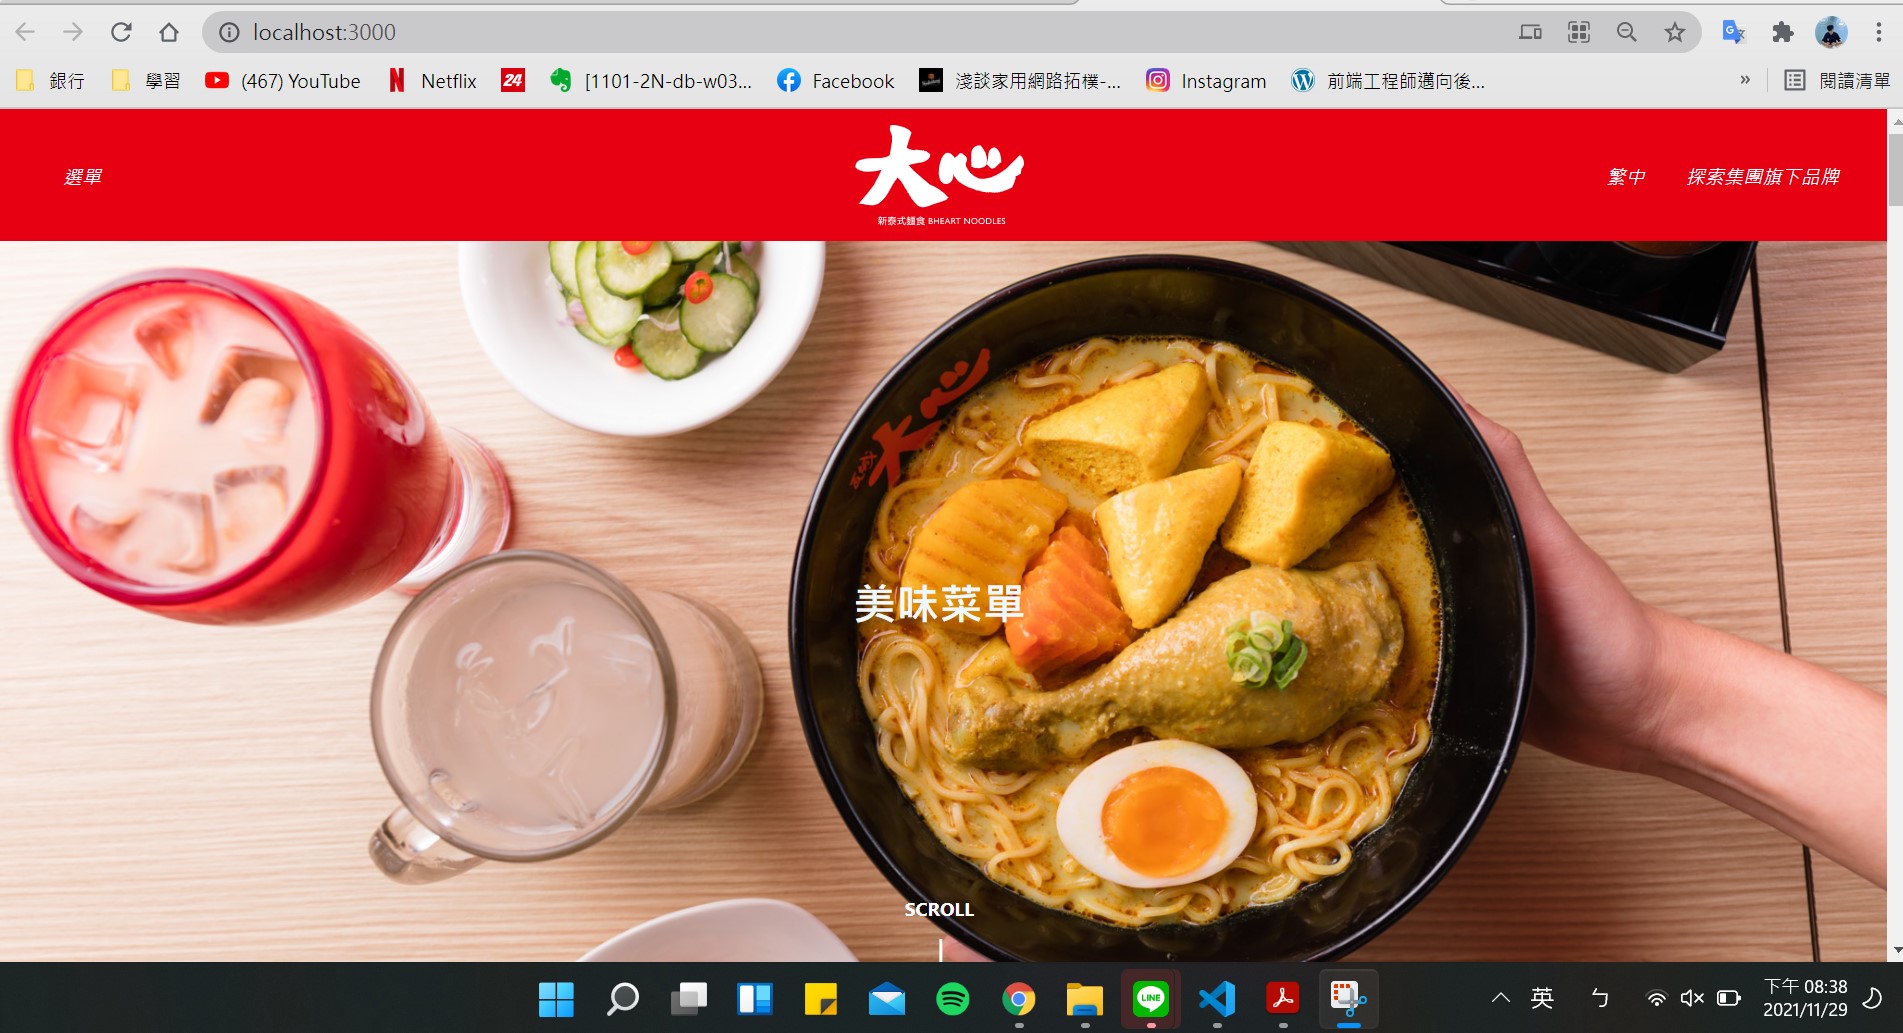 localhost:3000
銀行
學習
(467) YouTube
Netflix
24
[1101-2N-db-w03...
Facebook
淺談家用網路拓樸-...
Instagram
前端工程師邁向後...
»
閱讀清單
選單
大心
新泰式麵食 BHEART NOODLES
繁中
探索集團旗下品牌
大心
美味菜單
SCROLL
LINE
英
ㄅ
下午 08:38
2021/11/29